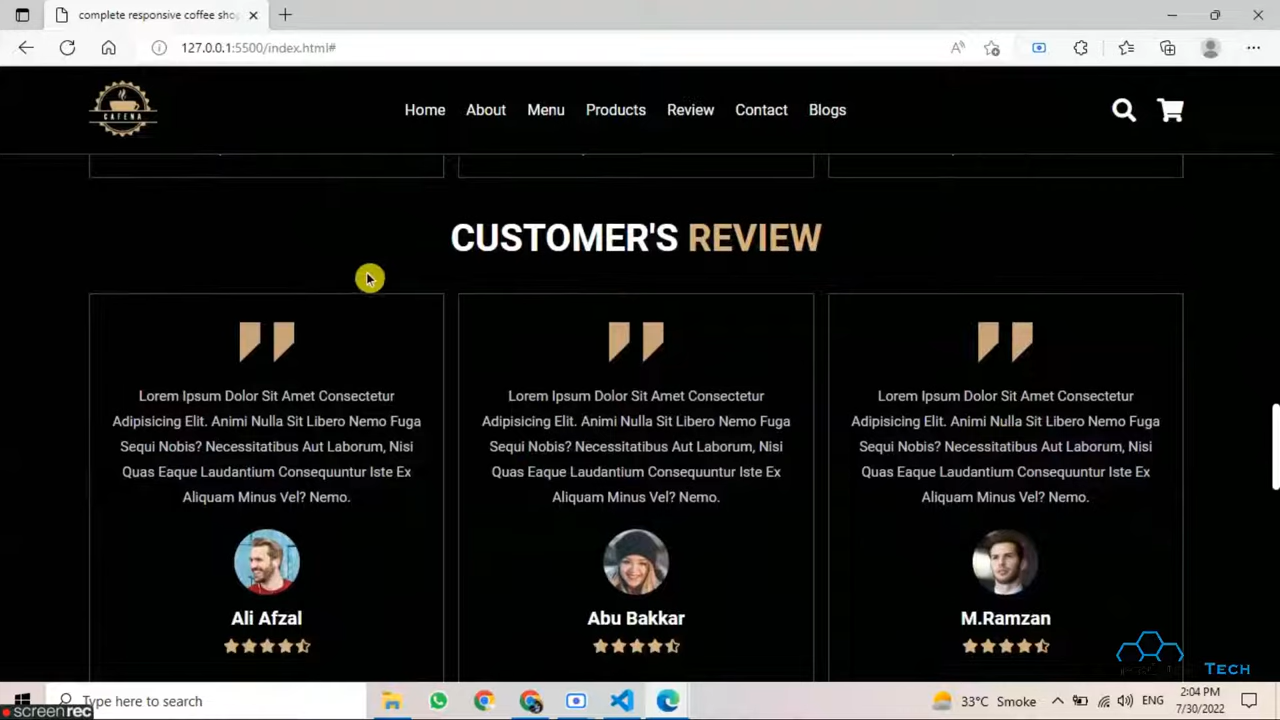 complete responsive coffee sho
127.0.0.1:5500/index.html#
CAFENA
Home About Menu Products Review Contact Blogs
CUSTOMER'S REVIEW
Lorem Ipsum Dolor Sit Amet Consectetur
Adipisicing Elit. Animi Nulla Sit Libero Nemo Fuga
Sequi Nobis? Necessitatibus Aut Laborum, Nisi
Quas Eaque Laudantium Consequuntur Iste Ex
Aliquam Minus Vel? Nemo.
Ali Afzal
Lorem Ipsum Dolor Sit Amet Consectetur
Adipisicing Elit. Animi Nulla Sit Libero Nemo Fuga
Sequi Nobis? Necessitatibus Aut Laborum, Nisi
Quas Eaque Laudantium Consequuntur Iste Ex
Aliquam Minus Vel? Nemo.
Abu Bakkar
Lorem Ipsum Dolor Sit Amet Consectetur
Adipisicing Elit. Animi Nulla Sit Libero Nemo Fuga
Sequi Nobis? Necessitatibus Aut Laborum, Nisi
Quas Eaque Laudantium Consequuntur Iste Ex
Aliquam Minus Vel? Nemo.
M.Ramzan
Tech
Type here to search
33°C Smoke
ENG
2:04 PM
7/30/2022
screenrec